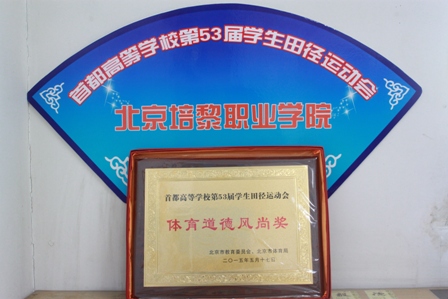 首都高等学校第53届学生田径运动会
北京培黎职业学院
首都高等学校第53届学生田径运动会
体育道德风尚奖
北京市教育委员会、北京市体育局
二〇一五年五月十七日